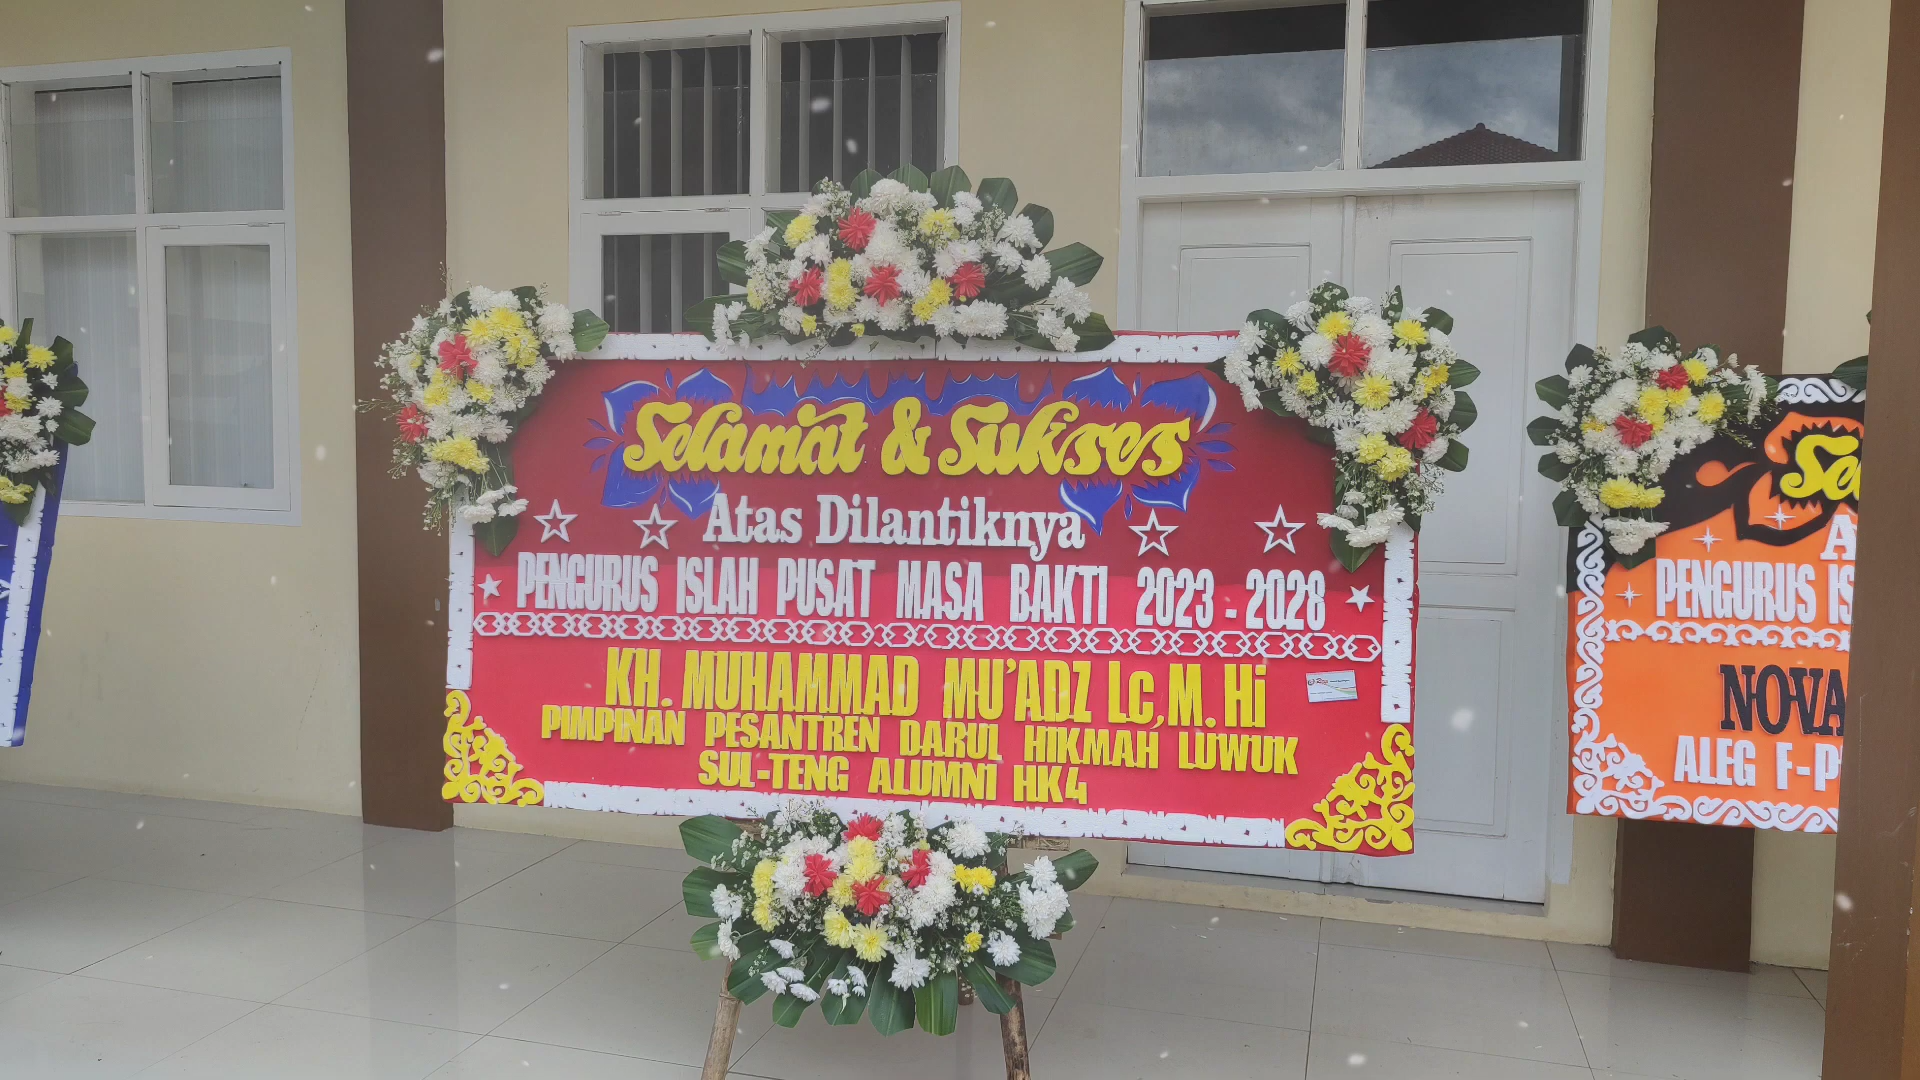 Selamat & Sukses
Atas Dilantiknya
PENGURUS ISLAH PUSAT MASA BAKTI 2023 - 2028
KH. MUHAMMAD MU'ADZ Lc, M. Hi
PIMPINAN PESANTREN DARUL HIKMAH LUWUK
SUL-TENG ALUMNI HK4
Se
A
PENGURUS IS
NOVA
ALEG F-P